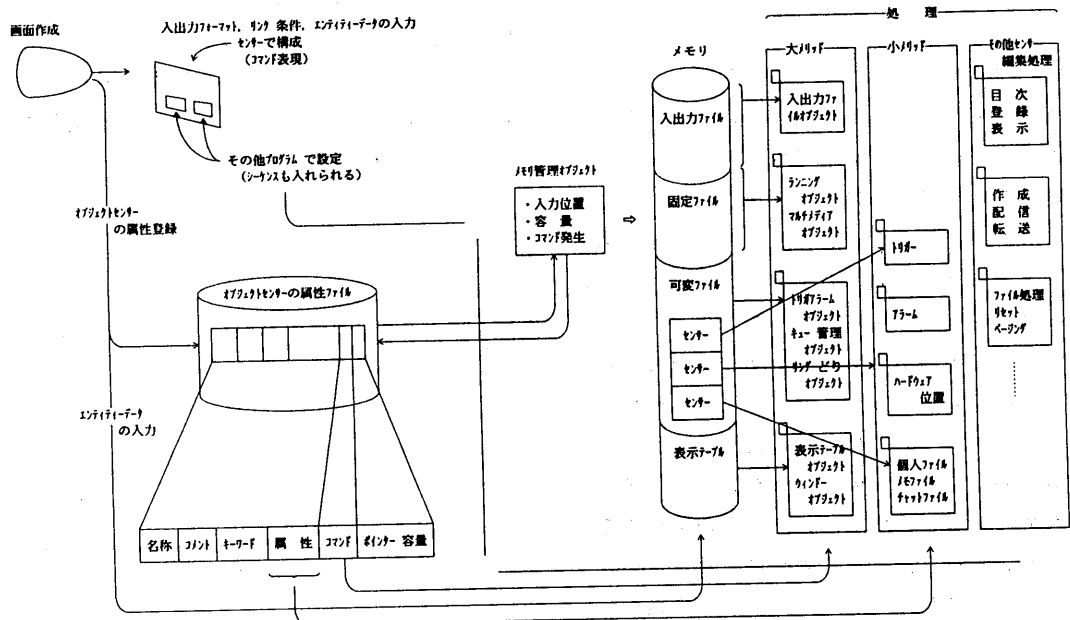 画面作成
入出力フォーマット, リンク 条件, エンティティーデータの入力
センサーで構成
(コマンド表現)
その他プログラム で設定
(シーケンスも入れられる)
オブジェクトセンサー
の属性登録
オブジェクトセンサーの属性ファイル
エンティティーデータ
の入力
名称 コメント キーワード 属 性 コマンド ポインター 容量
メモリ管理オブジェクト
・入力位置
・容 量
・コマンド発生
メモリ
入出力ファイル
固定ファイル
可変ファイル
センサー
センサー
センサー
表示テーブル
処 理
大メリッド
入出力ファ
イルオブジェクト
ランニング
オブジェクト
マルチメディア
オブジェクト
トリガアラーム
オブジェクト
キュー 管理
オブジェクト
オブジェクト
表示テーブル
オブジェクト
ウィンドー
オブジェクト
小メリッド
トリガー
アラーム
ハードウェア
位置
個人ファイル
メモファイル
チャットファイル
その他センサー
編集処理
目 次
登 録
表 示
作 成
配 信
転 送
ファイル処理
リセット
ページング